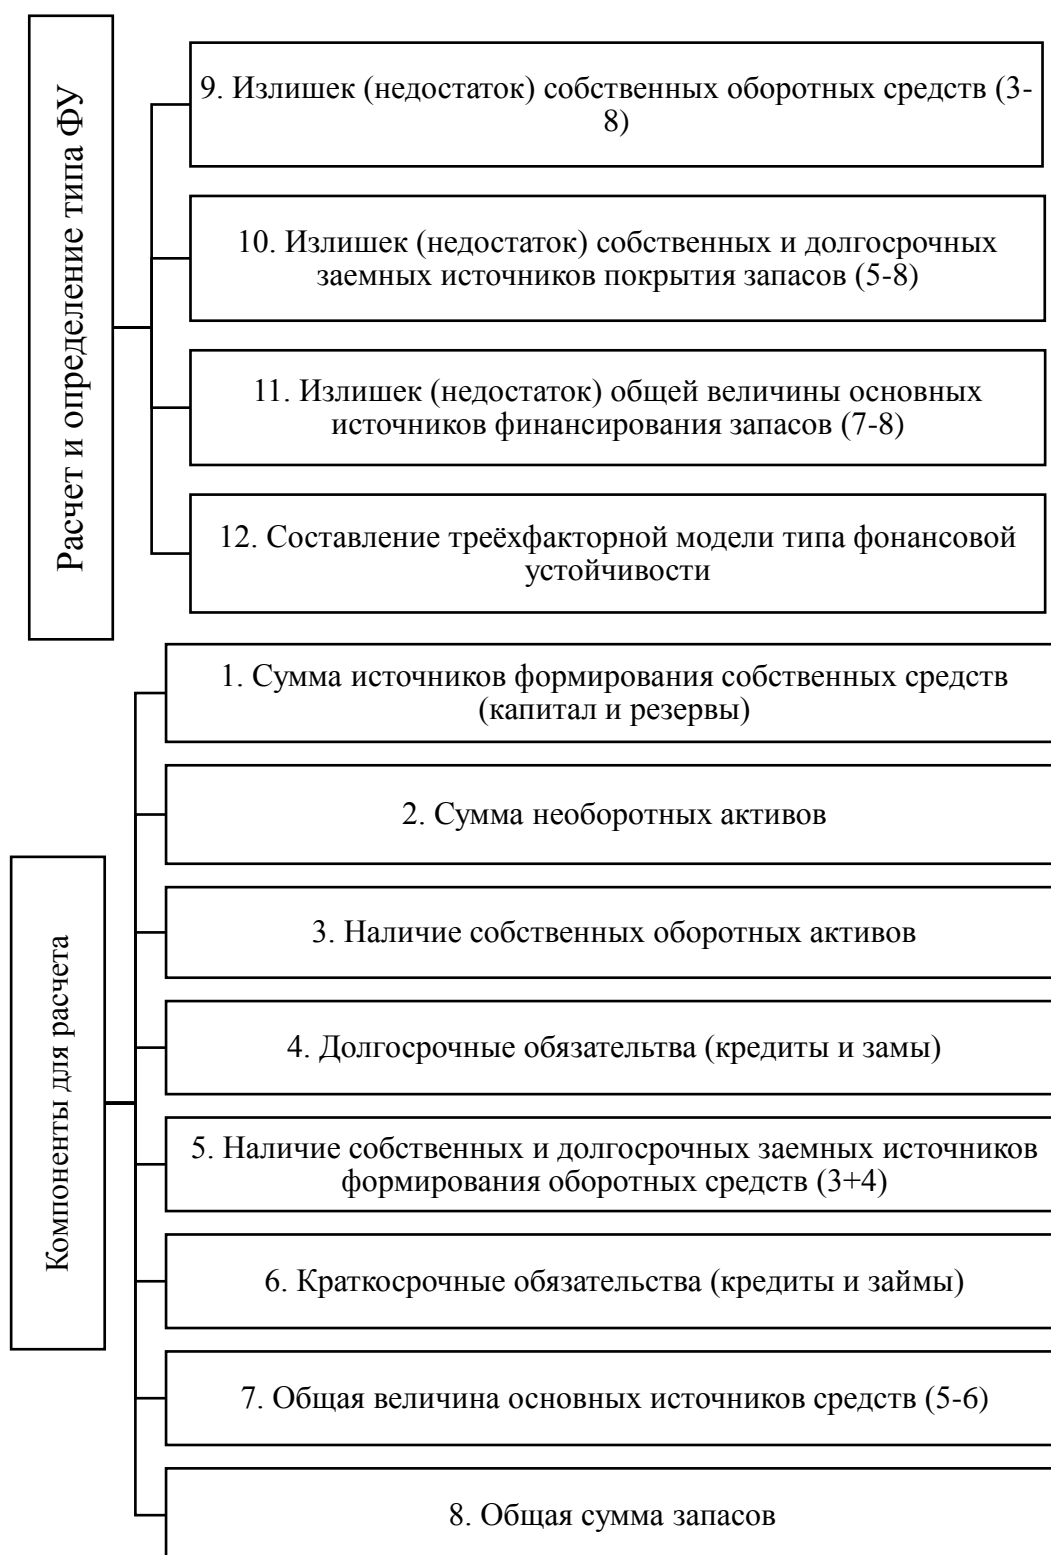 Расчет и определение типа ФУ
9. Излишек (недостаток) собственных оборотных средств (3-
8)
10. Излишек (недостаток) собственных и долгосрочных
заемных источников покрытия запасов (5-8)
11. Излишек (недостаток) общей величины основных
источников финансирования запасов (7-8)
12. Составление треёхфакторной модели типа фонансовой
устойчивости
Компоненты для расчета
1. Сумма источников формирования собственных средств
(капитал и резервы)
2. Сумма необоротных активов
3. Наличие собственных оборотных активов
4. Долгосрочные обязательтва (кредиты и замы)
5. Наличие собственных и долгосрочных заемных источников
формирования оборотных средств (3+4)
6. Краткосрочные обязательства (кредиты и займы)
7. Общая величина основных источников средств (5-6)
8. Общая сумма запасов